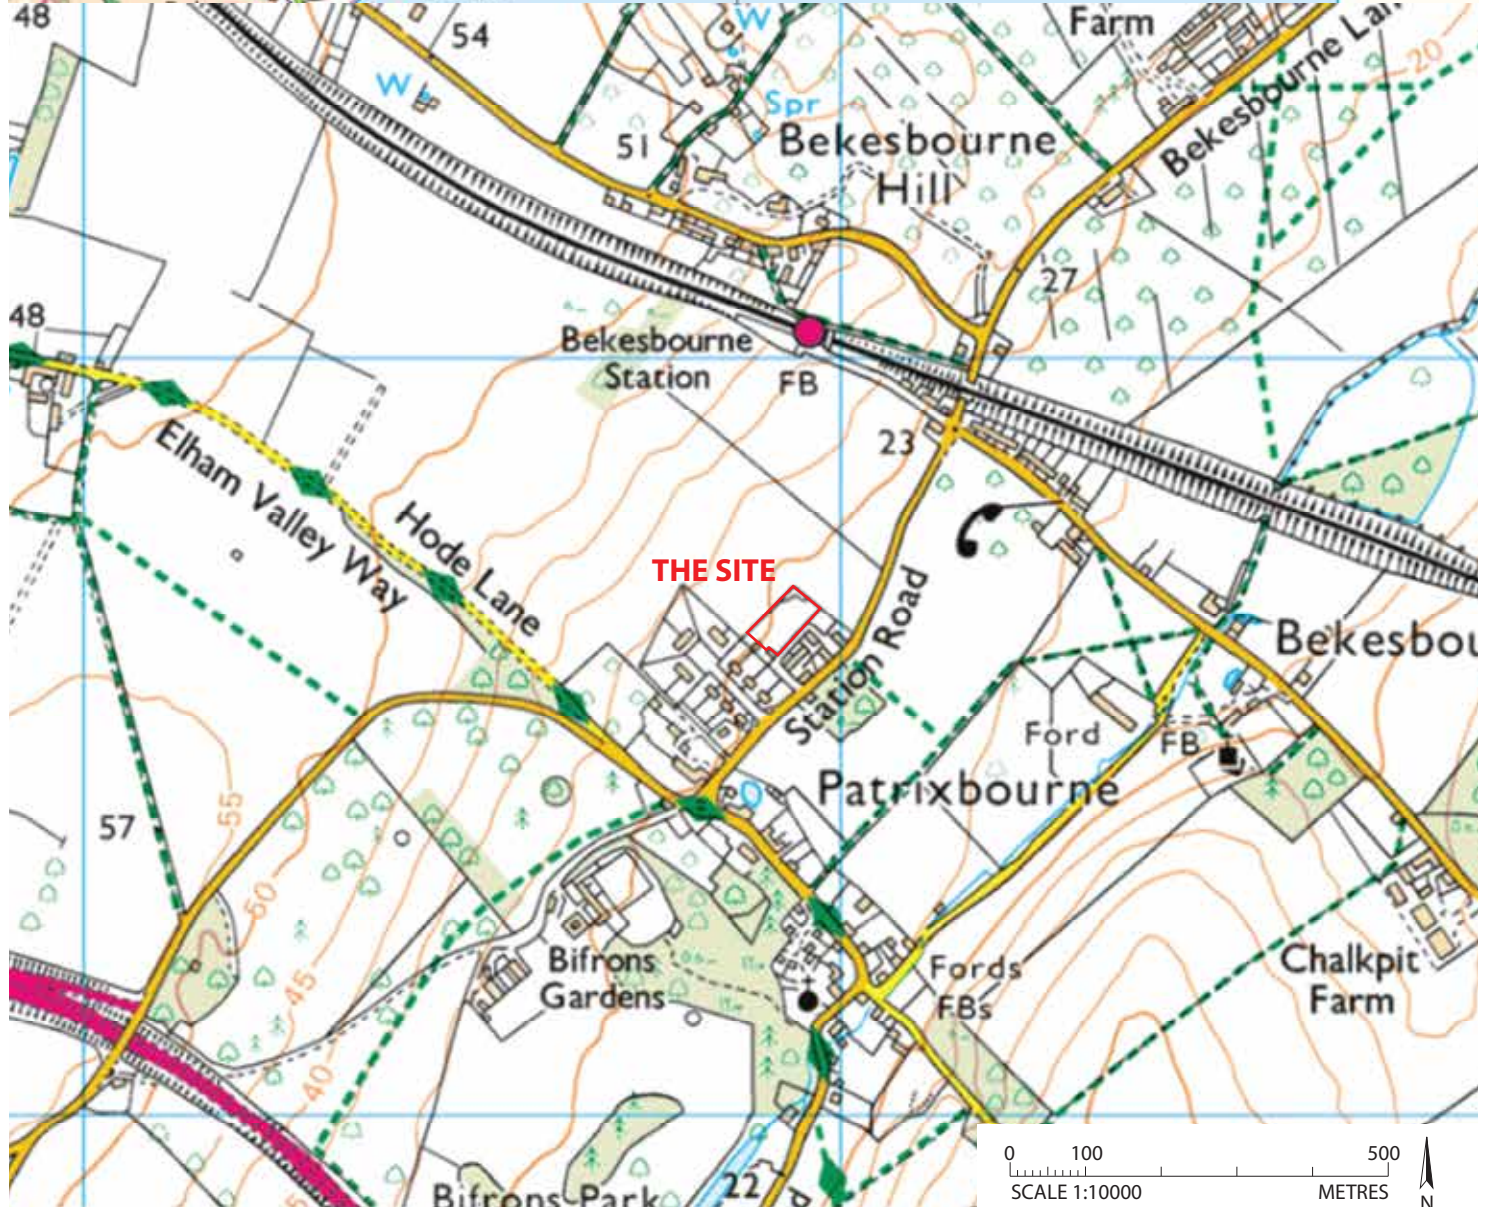 48
54
W
Farm
Bekesbourne Lan
20
W
Spr
51
Bekesbourne
Hill
27
48
Bekesbourne
Station
FB
23
Elham Valley Way
Hode Lane
THE SITE
Station Road
Bekesbou
Ford
FB
Patrixbourne
55
57
50
45
40
Bifrons
Gardens
Fords
FBs
Chalkpit
Farm
Bifrons Park
22
0 100 500
SCALE 1:10000 METRES
N